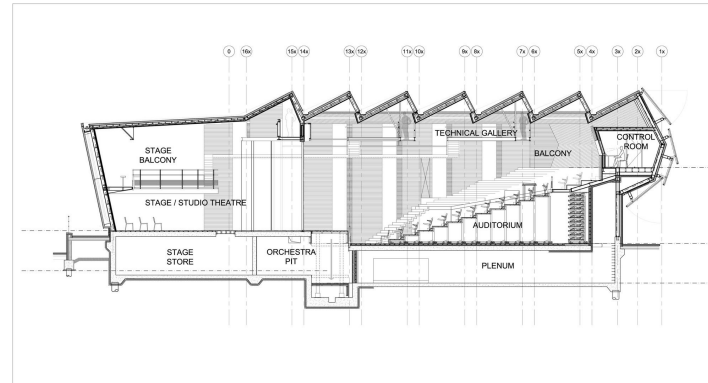 0 16x 15x 14x 13x 12x 11x 10x 9x 8x 7x 6x 5x 4x 3x 2x 1x
TECHNICAL GALLERY
CONTROL
ROOM
STAGE
BALCONY
BALCONY
STAGE / STUDIO THEATRE
AUDITORIUM
STAGE
STORE
ORCHESTRA
PIT
PLENUM